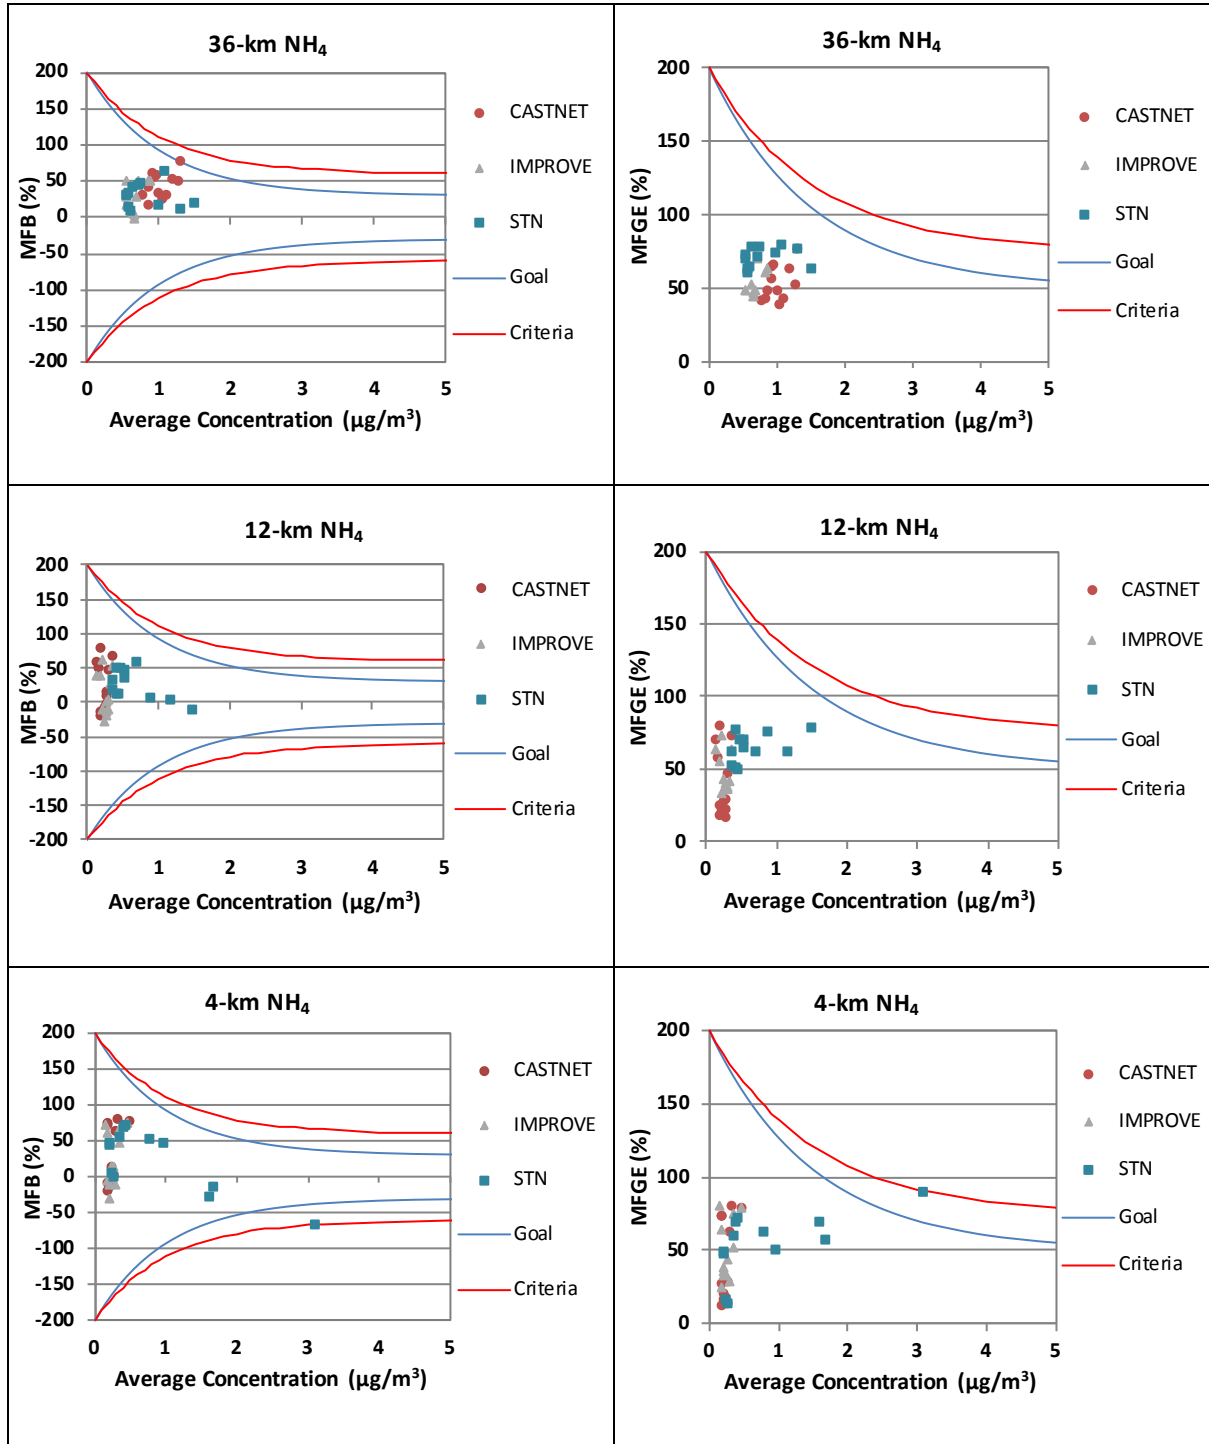 36-km NH₄
200
150
100
50
0
-50
-100
-150
-200
MFB (%)
0 1 2 3 4 5
Average Concentration (µg/m³)
CASTNET
IMPROVE
STN
Goal
Criteria
36-km NH₄
200
150
100
50
0
MFGE (%)
0 1 2 3 4 5
Average Concentration (µg/m³)
CASTNET
IMPROVE
STN
Goal
Criteria
12-km NH₄
200
150
100
50
0
-50
-100
-150
-200
MFB (%)
0 1 2 3 4 5
Average Concentration (µg/m³)
CASTNET
IMPROVE
STN
Goal
Criteria
12-km NH₄
200
150
100
50
0
MFGE (%)
0 1 2 3 4 5
Average Concentration (µg/m³)
CASTNET
IMPROVE
STN
Goal
Criteria
4-km NH₄
200
150
100
50
0
-50
-100
-150
-200
MFB (%)
0 1 2 3 4 5
Average Concentration (µg/m³)
CASTNET
IMPROVE
STN
Goal
Criteria
4-km NH₄
200
150
100
50
0
MFGE (%)
0 1 2 3 4 5
Average Concentration (µg/m³)
CASTNET
IMPROVE
STN
Goal
Criteria